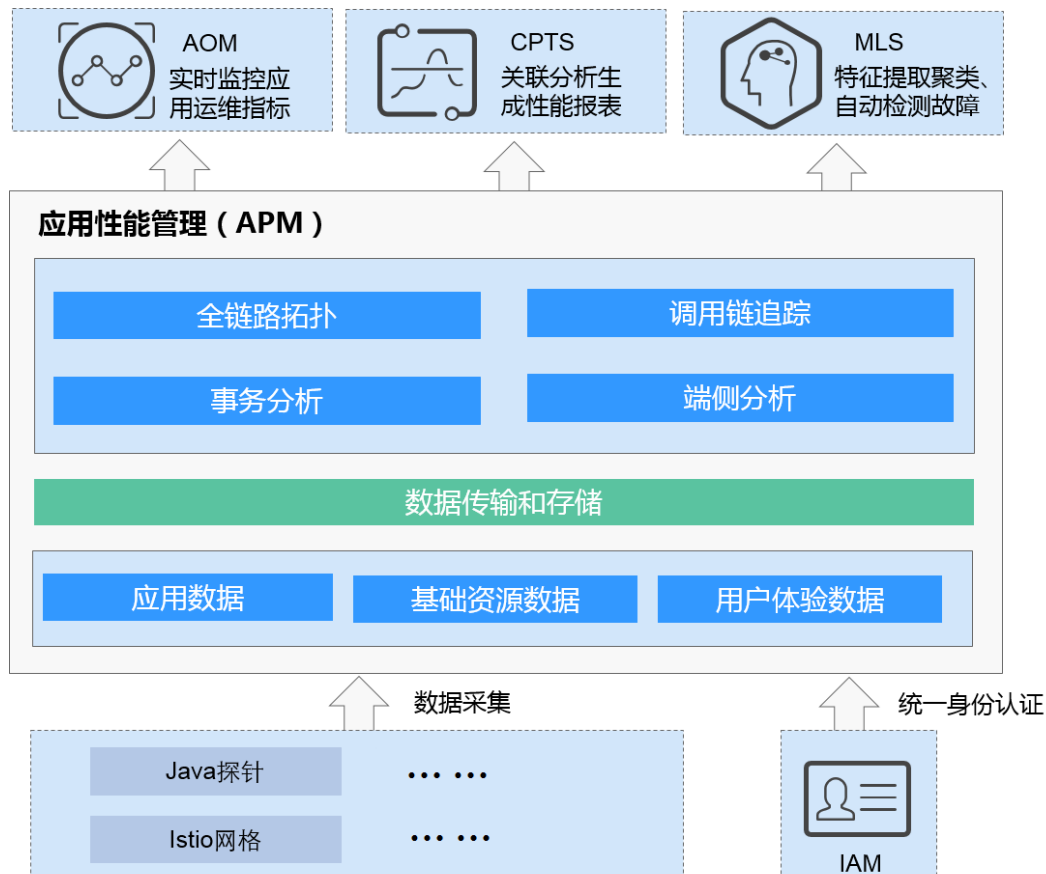 AOM
实时监控应
用运维指标
CPTS
关联分析生
成性能报表
MLS
特征提取聚类、
自动检测故障
应用性能管理（APM）
全链路拓扑
调用链追踪
事务分析
端侧分析
数据传输和存储
应用数据
基础资源数据
用户体验数据
数据采集
统一身份认证
Java探针
... ...
Istio网格
... ...
IAM